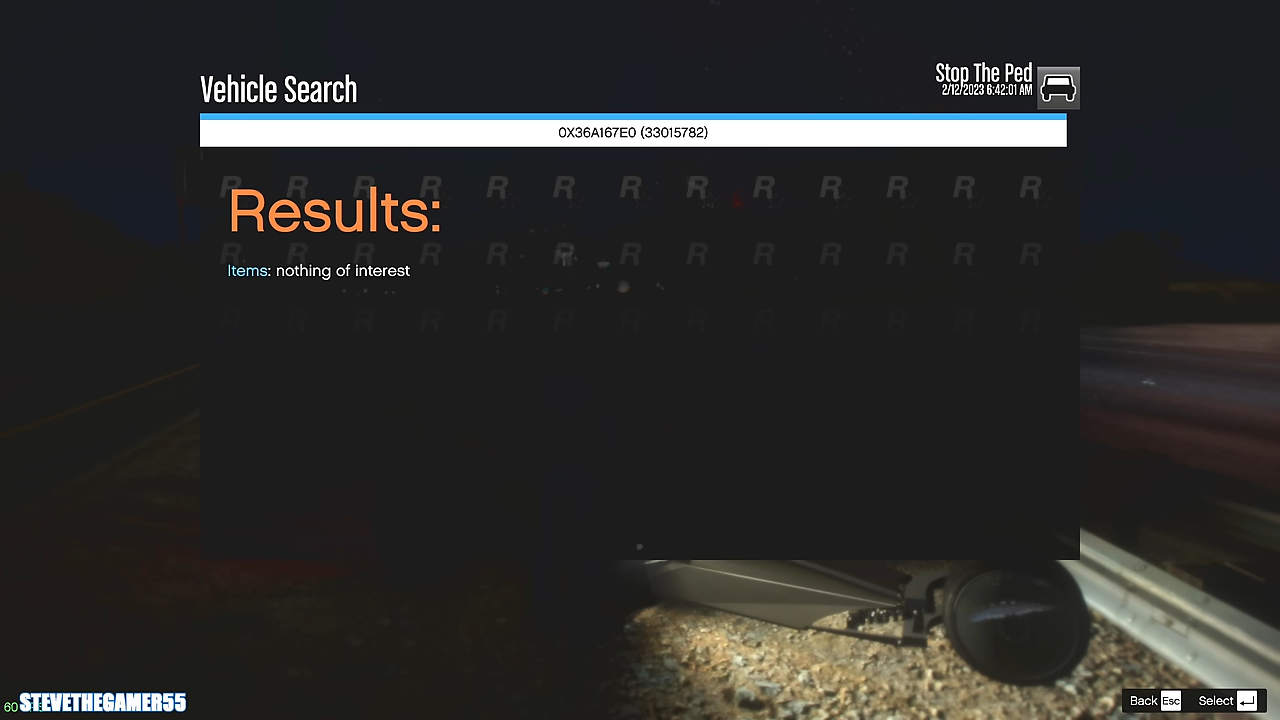 Vehicle Search
Stop The Ped
2/12/2023 6:42:01 AM
0X36A167E0 (33015782)
Results:
Items: nothing of interest
60
STEVETHEGAMER55
Back Esc
Select